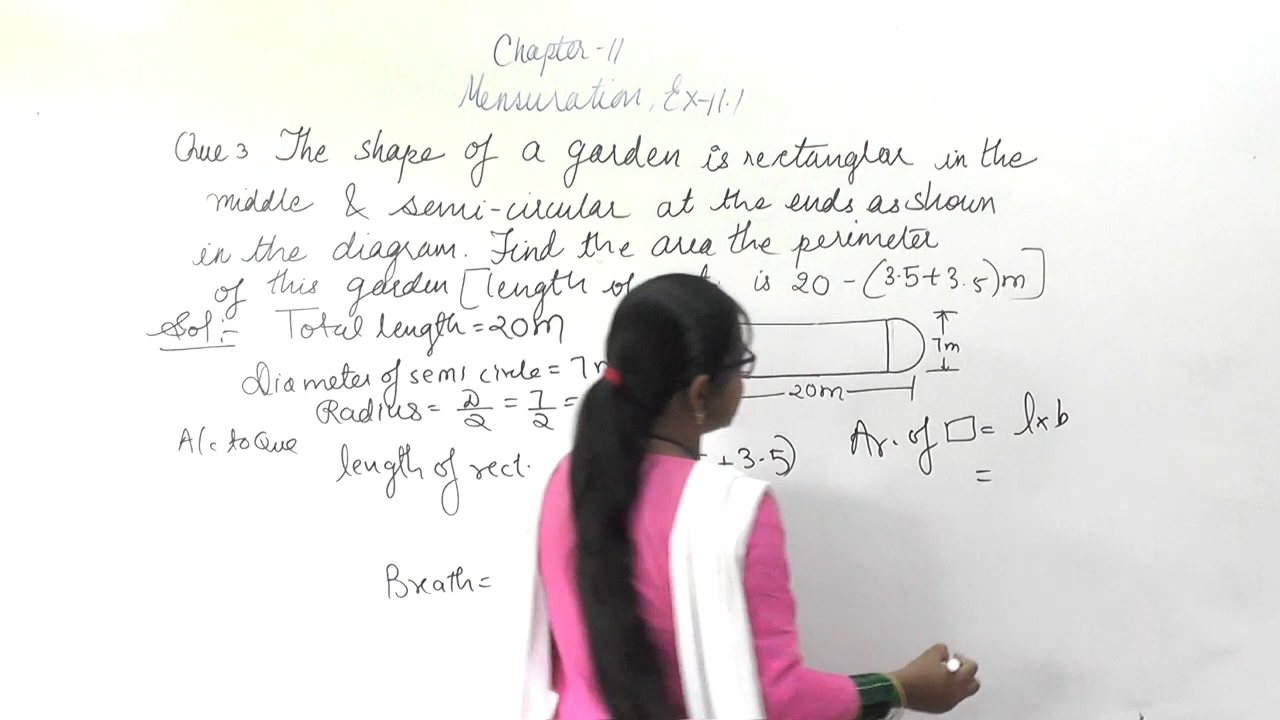 Chapter-11
Mensuration, Ex-11.1
Que 3 The shape of a garden is rectanglar in the
middle & semi-circular at the ends as shown
in the diagram. Find the area the perimeter
of this garden [length of is 20 - (3.5+3.5)m]
Sol:- Total length = 20m
7m
Diameter of semi circle = 7
20m
Radius = D/2 = 7/2 =
Ar. of □ = l×b
=
A/c to Que
length of rect. +3.5)
Breath =